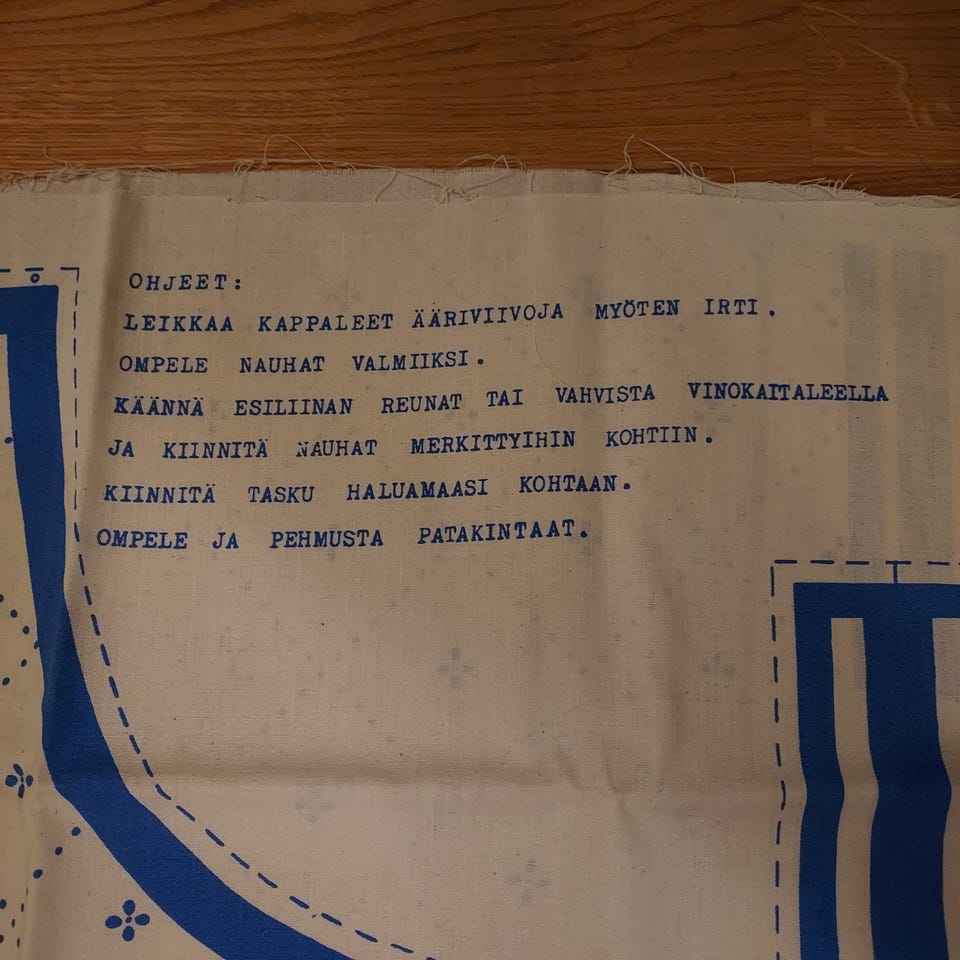 OHJEET:
LEIKKAA KAPPALEET ÄÄRIVIIVOJA MYÖTEN IRTI.
OMPELE NAUHAT VALMIIKSI.
KÄÄNNÄ ESILIINAN REUNAT TAI VAHVISTA VINOKAITALEELLA
JA KIINNITÄ NAUHAT MERKITTYIHIN KOHTIIN.
KIINNITÄ TASKU HALUAMAASI KOHTAAN.
OMPELE JA PEHMUSTA PATAKINTAAT.